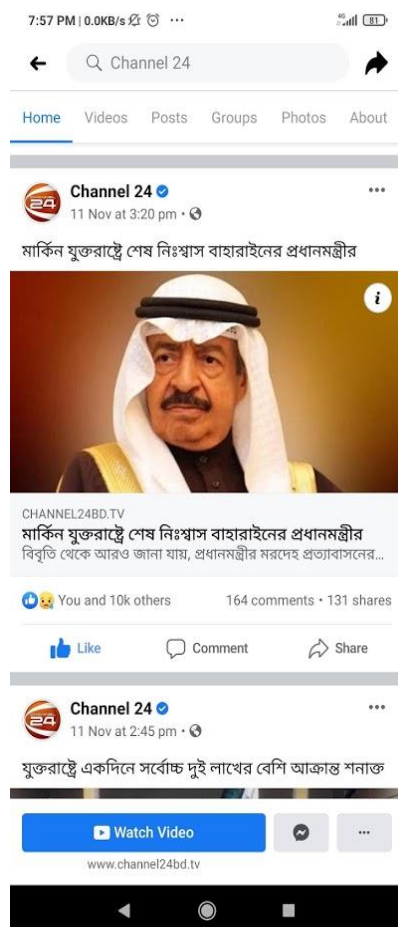 7:57 PM | 0.0KB/s ... 4G 81
Channel 24
Home Videos Posts Groups Photos About
24
Channel 24
11 Nov at 3:20 pm •
মার্কিন যুক্তরাষ্ট্রে শেষ নিঃশ্বাস বাহারাইনের প্রধানমন্ত্রীর
i
CHANNEL24BD.TV
মার্কিন যুক্তরাষ্ট্রে শেষ নিঃশ্বাস বাহারাইনের প্রধানমন্ত্রীর
বিবৃতি থেকে আরও জানা যায়, প্রধানমন্ত্রীর মরদেহ প্রত্যাবাসনের...
You and 10k others 164 comments • 131 shares
Like Comment Share
24
Channel 24
11 Nov at 2:45 pm •
যুক্তরাষ্ট্রে একদিনে সর্বোচ্চ দুই লাখের বেশি আক্রান্ত শনাক্ত
Watch Video
www.channel24bd.tv